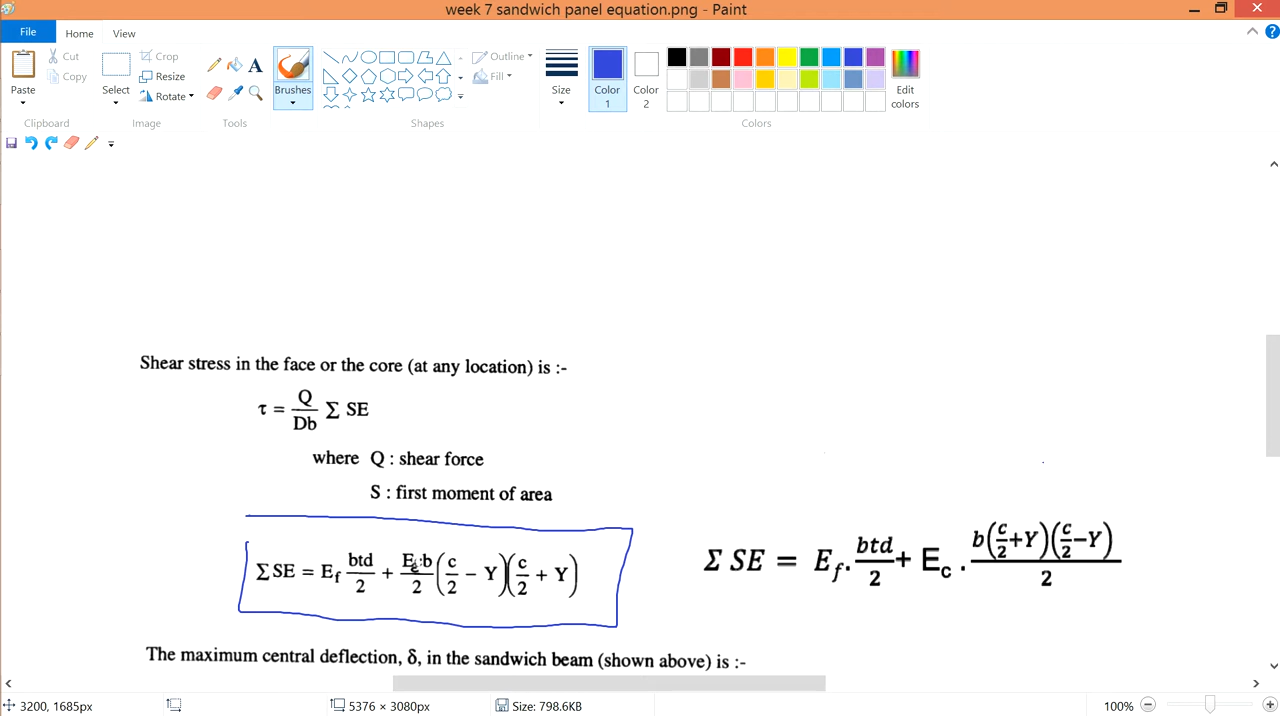 week 7 sandwich panel equation.png - Paint
File Home View
Cut
Copy
Paste
Clipboard
Select
Crop
Resize
Rotate
Image
A
Tools
Brushes
Outline
Fill
Shapes
Size
Color 1
Color 2
Edit colors
Colors
Shear stress in the face or the core (at any location) is :-
τ = Q/Db Σ SE
where Q : shear force
S : first moment of area
ΣSE = E_f btd/2 + E_c b/2 (c/2 − Y)(c/2 + Y)
Σ SE = E_f. btd/2 + E_c . b(c/2+Y)(c/2−Y)/2
The maximum central deflection, δ, in the sandwich beam (shown above) is :-
3200, 1685px
5376 × 3080px
Size: 798.6KB
100%